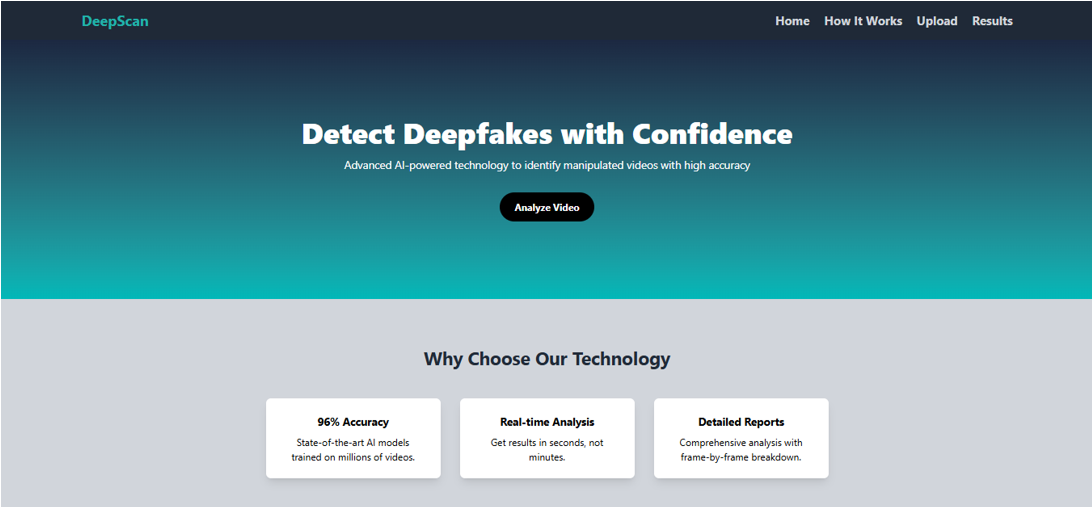 DeepScan
Home How It Works Upload Results
Detect Deepfakes with Confidence
Advanced AI-powered technology to identify manipulated videos with high accuracy
Analyze Video
Why Choose Our Technology
96% Accuracy
State-of-the-art AI models
trained on millions of videos.
Real-time Analysis
Get results in seconds, not
minutes.
Detailed Reports
Comprehensive analysis with
frame-by-frame breakdown.